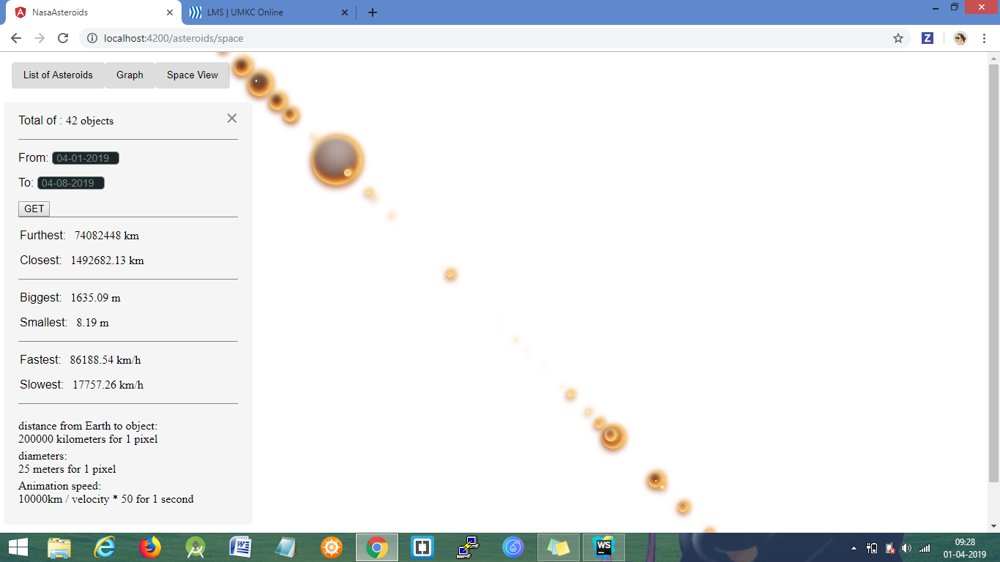 NasaAsteroids
LMS | UMKC Online
localhost:4200/asteroids/space
Z
List of Asteroids
Graph
Space View
Total of : 42 objects
From: 04-01-2019
To: 04-08-2019
GET
Furthest: 74082448 km
Closest: 1492682.13 km
Biggest: 1635.09 m
Smallest: 8.19 m
Fastest: 86188.54 km/h
Slowest: 17757.26 km/h
distance from Earth to object:
200000 kilometers for 1 pixel
diameters:
25 meters for 1 pixel
Animation speed:
10000km / velocity * 50 for 1 second
WS
09:28
01-04-2019